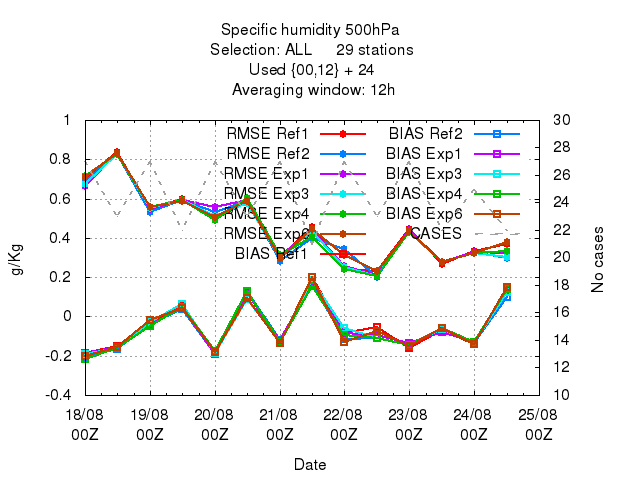 Specific humidity 500hPa
Selection: ALL 29 stations
Used {00,12} + 24
Averaging window: 12h
g/Kg
1
0.8
0.6
0.4
0.2
0
-0.2
-0.4
RMSE Ref1
RMSE Ref2
RMSE Exp1
RMSE Exp3
RMSE Exp4
RMSE Exp6
BIAS Ref1
BIAS Ref2
BIAS Exp1
BIAS Exp3
BIAS Exp4
BIAS Exp6
CASES
30
28
26
24
22
20
18
16
14
12
10
No cases
18/08 19/08 20/08 21/08 22/08 23/08 24/08 25/08
00Z 00Z 00Z 00Z 00Z 00Z 00Z 00Z
Date